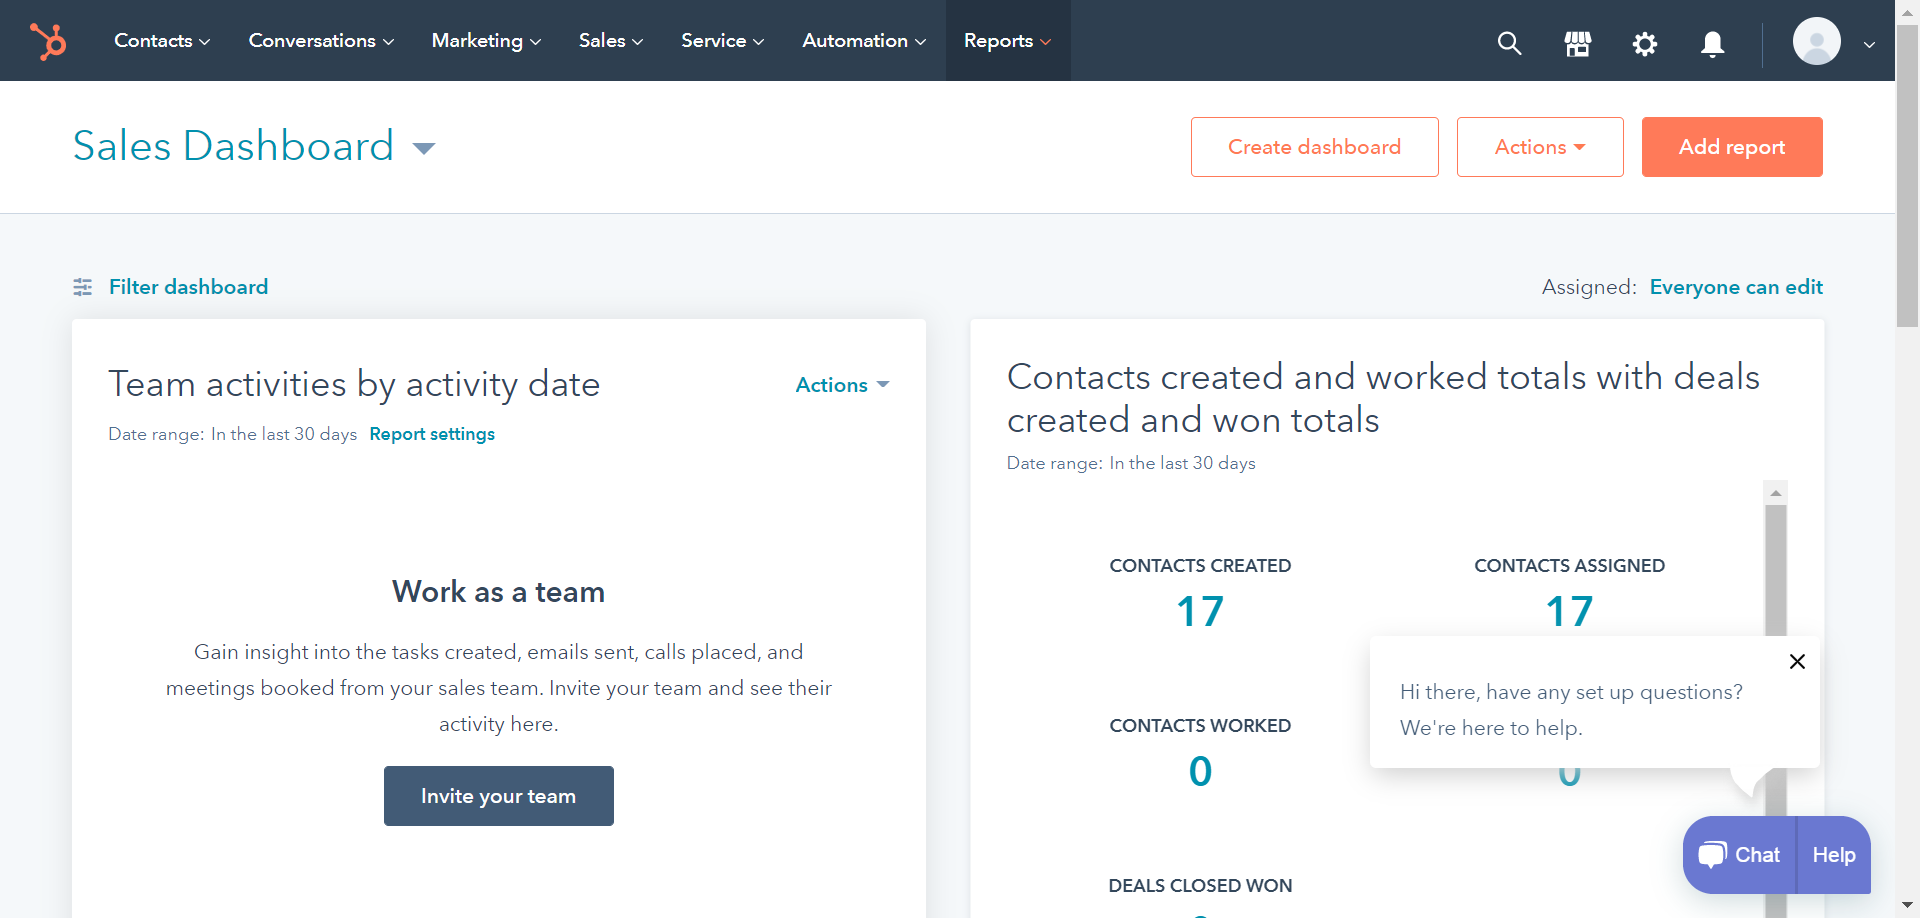 Contacts
Conversations
Marketing
Sales
Service
Automation
Reports
Sales Dashboard
Create dashboard
Actions
Add report
Filter dashboard
Assigned: Everyone can edit
Team activities by activity date
Actions
Date range: In the last 30 days Report settings
Work as a team
Gain insight into the tasks created, emails sent, calls placed, and
meetings booked from your sales team. Invite your team and see their
activity here.
Invite your team
Contacts created and worked totals with deals
created and won totals
Date range: In the last 30 days
CONTACTS CREATED
17
CONTACTS ASSIGNED
17
CONTACTS WORKED
0
0
DEALS CLOSED WON
Hi there, have any set up questions?
We're here to help.
Chat
Help